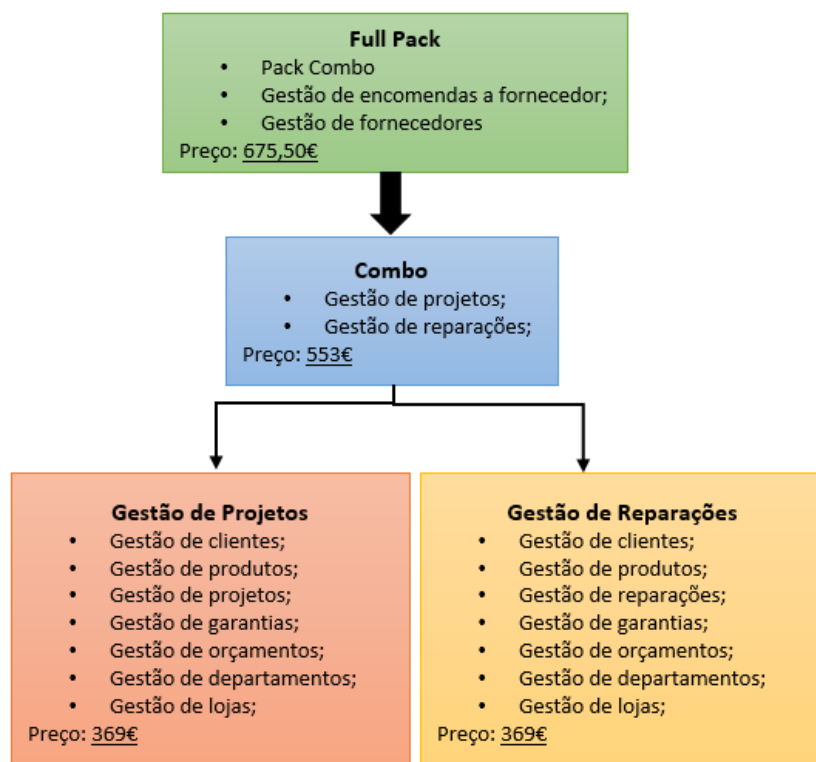 Full Pack
• Pack Combo
• Gestão de encomendas a fornecedor;
• Gestão de fornecedores
Preço: 675,50€
Combo
• Gestão de projetos;
• Gestão de reparações;
Preço: 553€
Gestão de Projetos
• Gestão de clientes;
• Gestão de produtos;
• Gestão de projetos;
• Gestão de garantias;
• Gestão de orçamentos;
• Gestão de departamentos;
• Gestão de lojas;
Preço: 369€
Gestão de Reparações
• Gestão de clientes;
• Gestão de produtos;
• Gestão de reparações;
• Gestão de garantias;
• Gestão de orçamentos;
• Gestão de departamentos;
• Gestão de lojas;
Preço: 369€